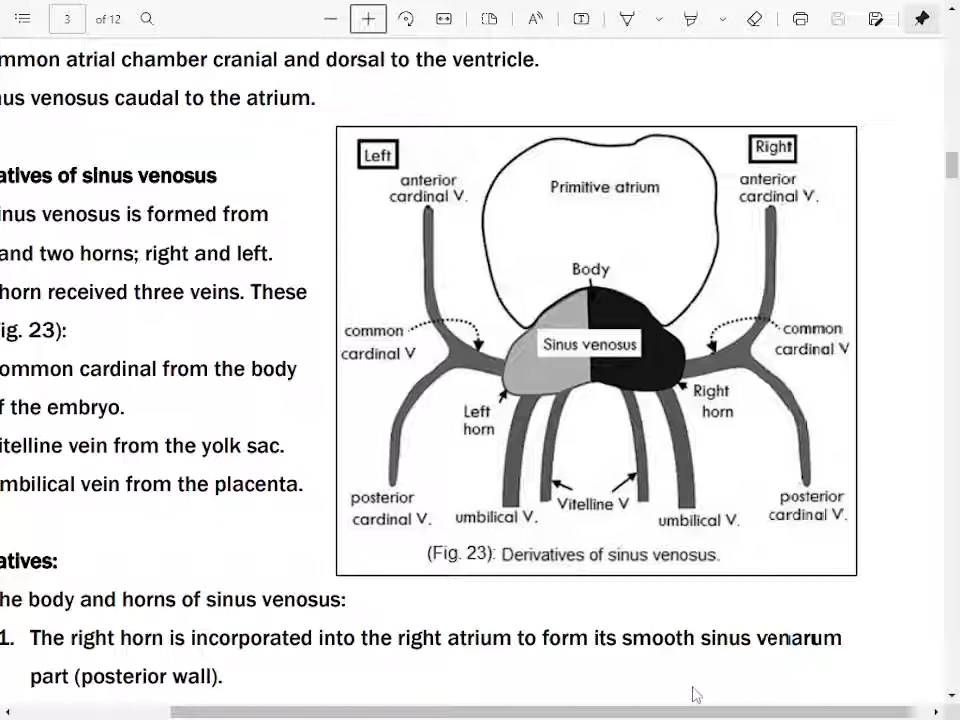 3 of 12
mmon atrial chamber cranial and dorsal to the ventricle.
us venosus caudal to the atrium.
atives of sinus venosus
inus venosus is formed from
and two horns; right and left.
horn received three veins. These
ig. 23):
ommon cardinal from the body
f the embryo.
itelline vein from the yolk sac.
mbilical vein from the placenta.
Left
Right
anterior
cardinal V.
Primitive atrium
anterior
cardinal V.
Body
common
cardinal V
Sinus venosus
common
cardinal V
Left
horn
Right
horn
posterior
cardinal V.
umbilical V.
Vitelline V
umbilical V.
posterior
cardinal V.
(Fig. 23): Derivatives of sinus venosus.
atives:
he body and horns of sinus venosus:
1. The right horn is incorporated into the right atrium to form its smooth sinus venarum
part (posterior wall).